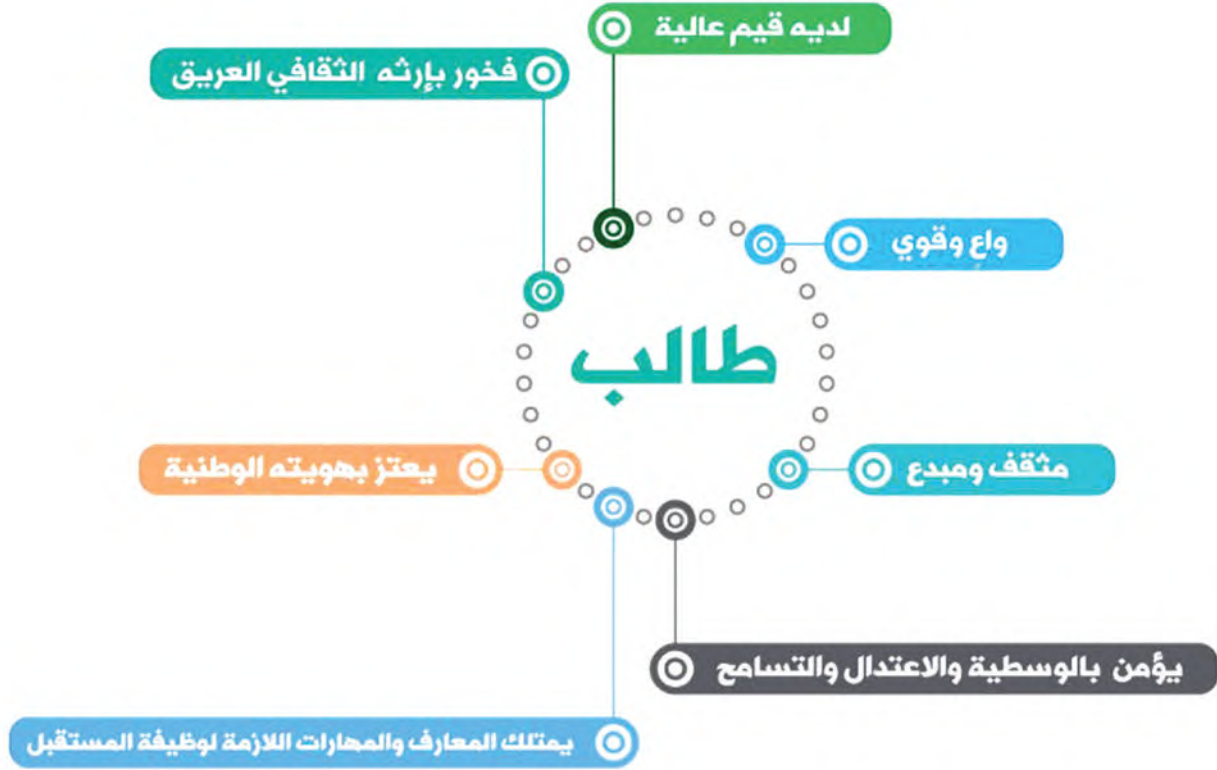 لديه قيم عالية
فخور بإرثه الثقافي العريق
واع وقوي
طالب
مثقف ومبدع
يعتز بهويته الوطنية
يؤمن بالوسطية والاعتدال والتسامح
يمتلك المعارف والمهارات اللازمة لوظيفة المستقبل